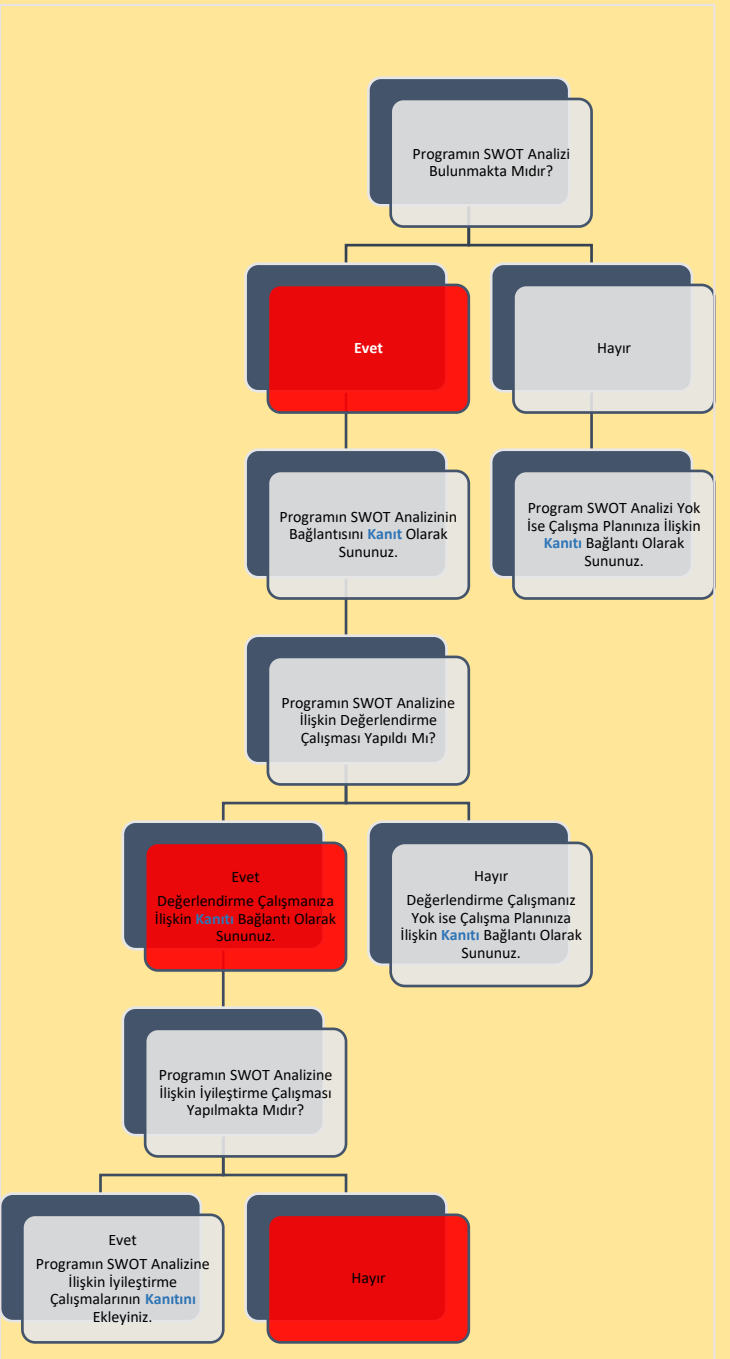 Programın SWOT Analizi
Bulunmakta Mıdır?
Evet
Hayır
Programın SWOT Analizinin
Bağlantısını Kanıt Olarak
Sununuz.
Program SWOT Analizi Yok
İse Çalışma Planınıza İlişkin
Kanıtı Bağlantı Olarak
Sununuz.
Programın SWOT Analizine
İlişkin Değerlendirme
Çalışması Yapıldı Mı?
Evet
Değerlendirme Çalışmanıza
İlişkin Kanıtı Bağlantı Olarak
Sununuz.
Hayır
Değerlendirme Çalışmanız
Yok ise Çalışma Planınıza
İlişkin Kanıtı Bağlantı Olarak
Sununuz.
Programın SWOT Analizine
İlişkin İyileştirme Çalışması
Yapılmakta Mıdır?
Evet
Programın SWOT Analizine
İlişkin İyileştirme
Çalışmalarının Kanıtını
Ekleyiniz.
Hayır